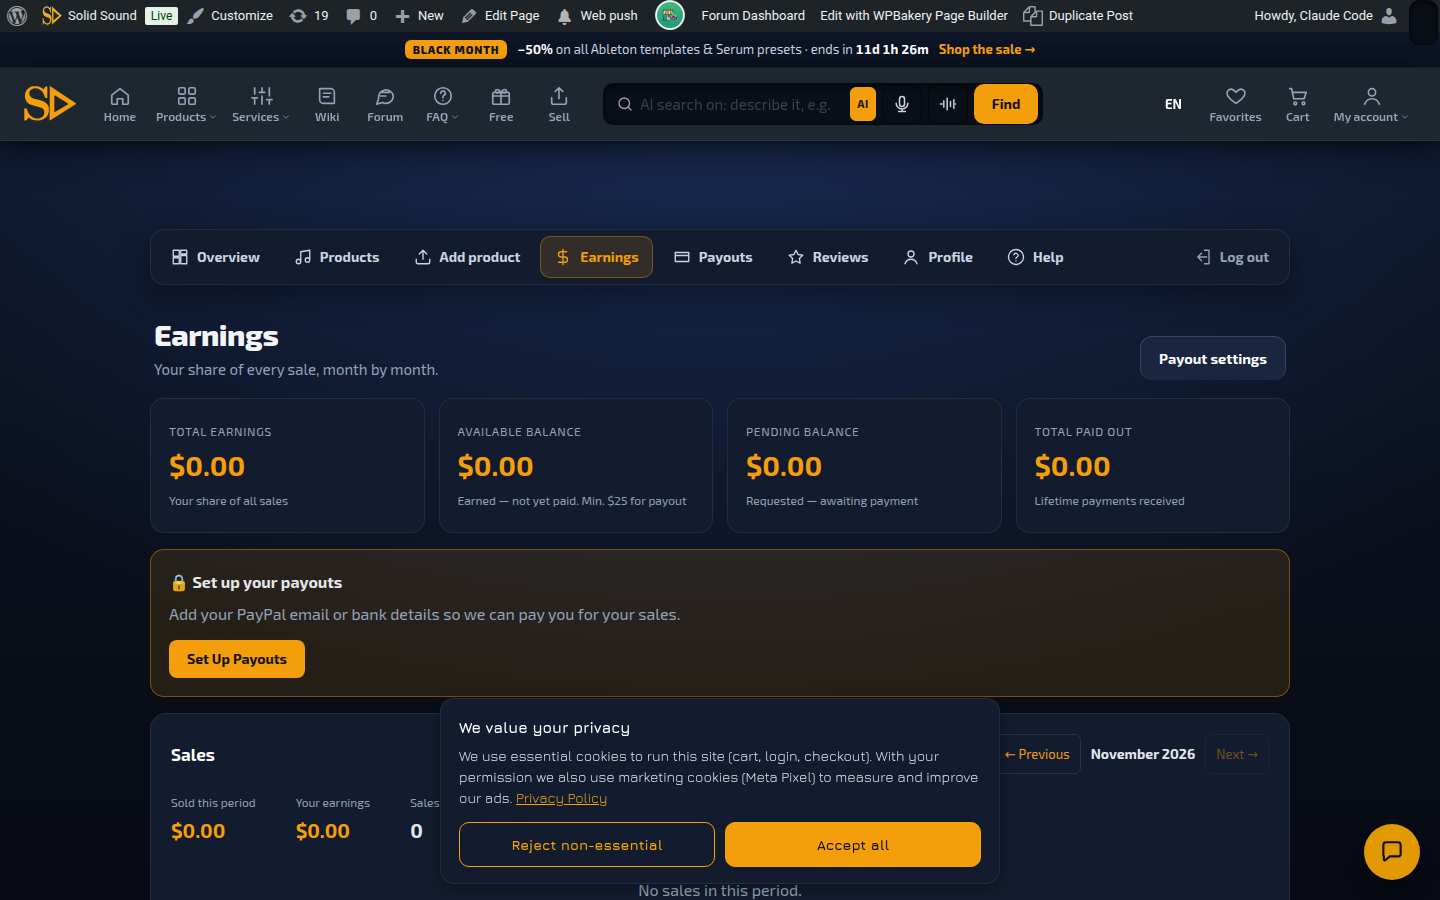 Solid Sound Live Customize 19 0 New Edit Page Web push Forum Dashboard Edit with WPBakery Page Builder Duplicate Post Howdy, Claude Code
BLACK MONTH −50% on all Ableton templates & Serum presets · ends in 11d 1h 26m Shop the sale →
Home Products Services Wiki Forum FAQ Free Sell
AI search on: describe it, e.g. AI Find
EN Favorites Cart My account
Overview Products Add product Earnings Payouts Reviews Profile Help Log out
Earnings
Your share of every sale, month by month.
Payout settings
TOTAL EARNINGS
$0.00
Your share of all sales
AVAILABLE BALANCE
$0.00
Earned — not yet paid. Min. $25 for payout
PENDING BALANCE
$0.00
Requested — awaiting payment
TOTAL PAID OUT
$0.00
Lifetime payments received
🔒 Set up your payouts
Add your PayPal email or bank details so we can pay you for your sales.
Set Up Payouts
Sales
← Previous November 2026 Next →
Sold this period
$0.00
Your earnings
$0.00
Sales
0
No sales in this period.
We value your privacy
We use essential cookies to run this site (cart, login, checkout). With your
permission we also use marketing cookies (Meta Pixel) to measure and improve
our ads. Privacy Policy
Reject non-essential Accept all